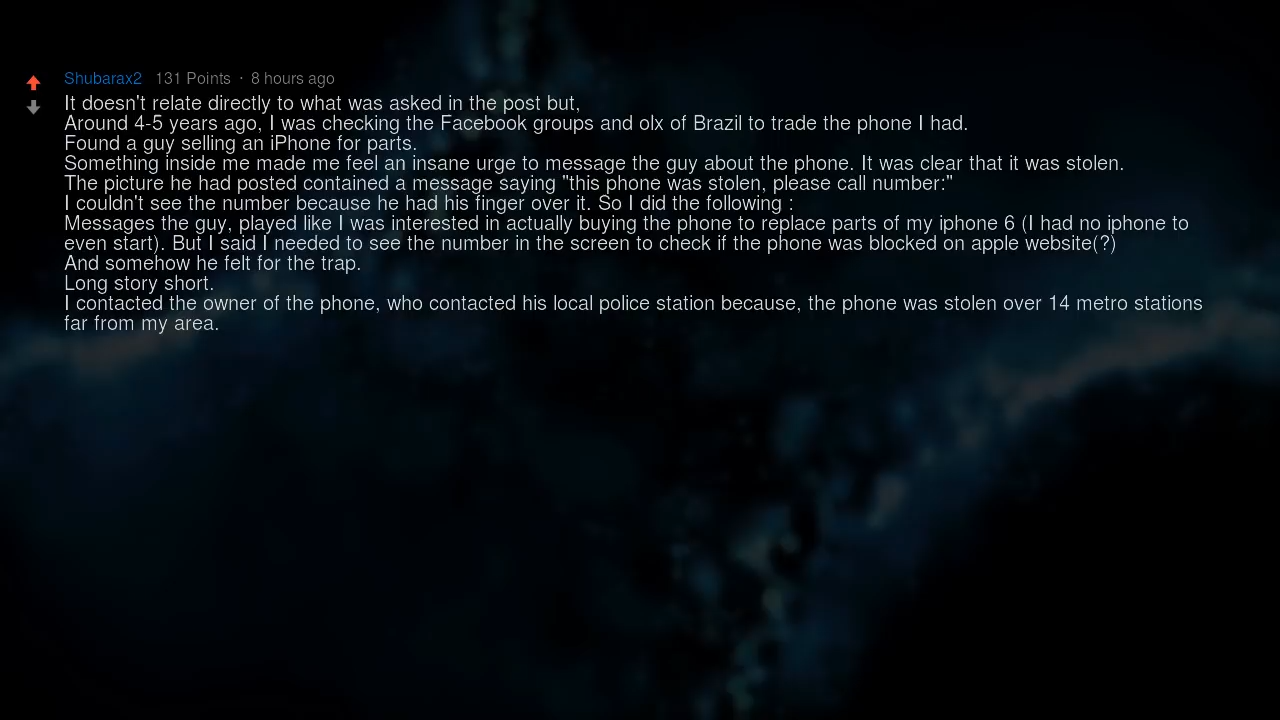 Shubarax2 131 Points · 8 hours ago
It doesn't relate directly to what was asked in the post but,
Around 4-5 years ago, I was checking the Facebook groups and olx of Brazil to trade the phone I had.
Found a guy selling an iPhone for parts.
Something inside me made me feel an insane urge to message the guy about the phone. It was clear that it was stolen.
The picture he had posted contained a message saying "this phone was stolen, please call number:"
I couldn't see the number because he had his finger over it. So I did the following :
Messages the guy, played like I was interested in actually buying the phone to replace parts of my iphone 6 (I had no iphone to
even start). But I said I needed to see the number in the screen to check if the phone was blocked on apple website(?)
And somehow he felt for the trap.
Long story short.
I contacted the owner of the phone, who contacted his local police station because, the phone was stolen over 14 metro stations
far from my area.